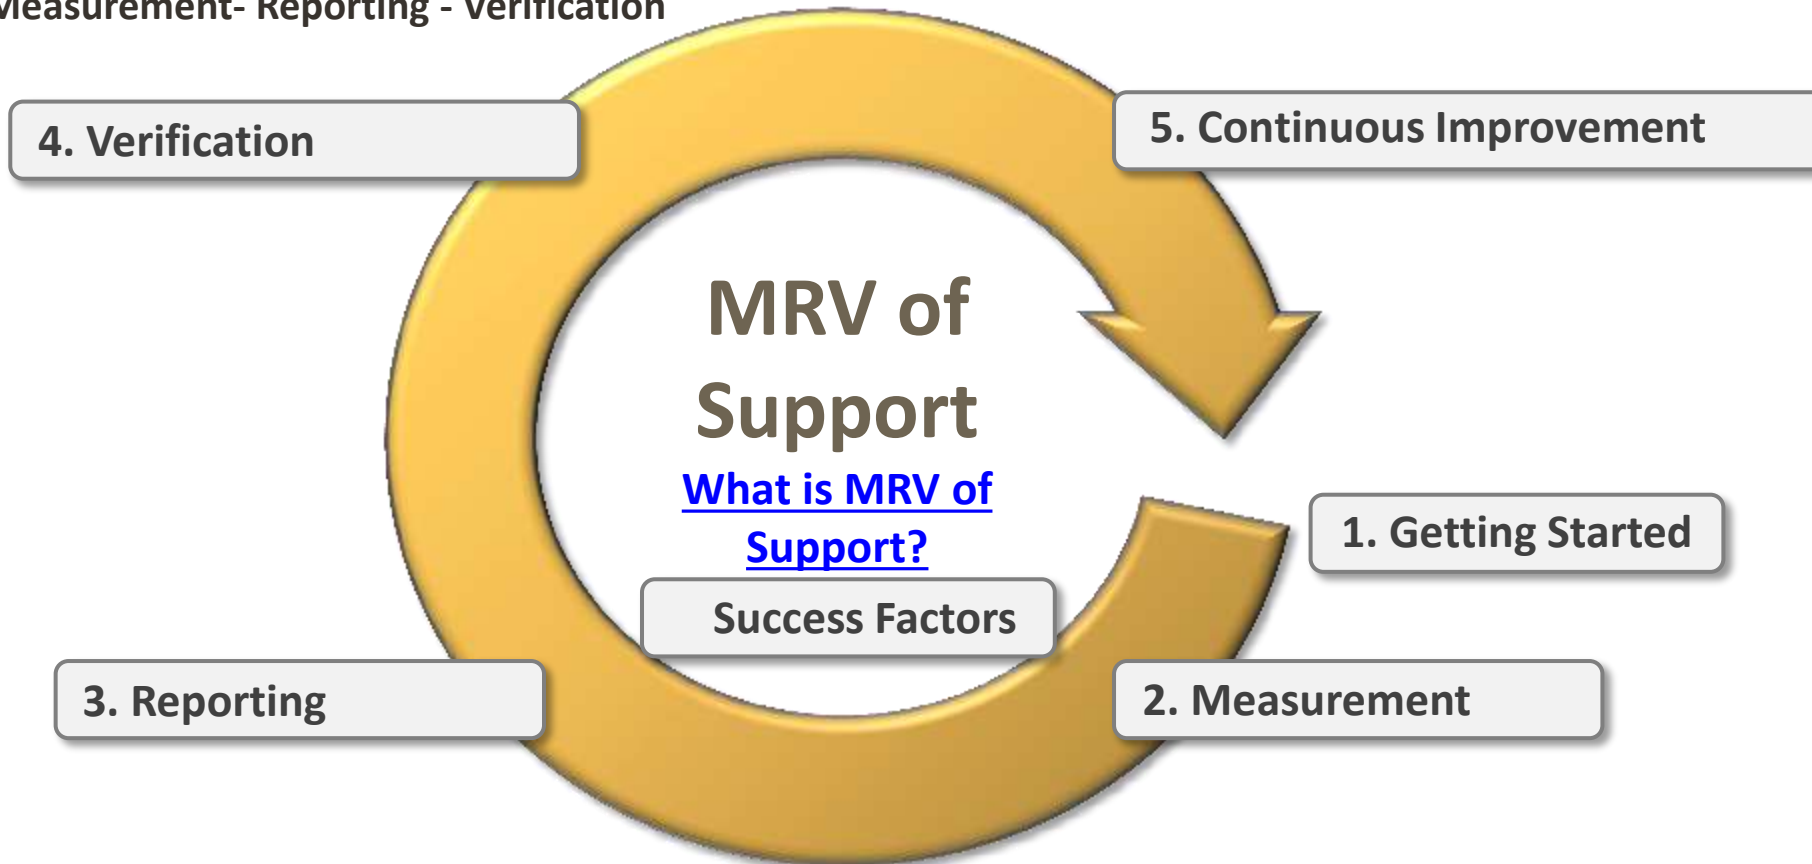 Measurement- Reporting - Verification
4. Verification
5. Continuous Improvement
MRV of
Support
What is MRV of
Support?
1. Getting Started
Success Factors
3. Reporting
2. Measurement